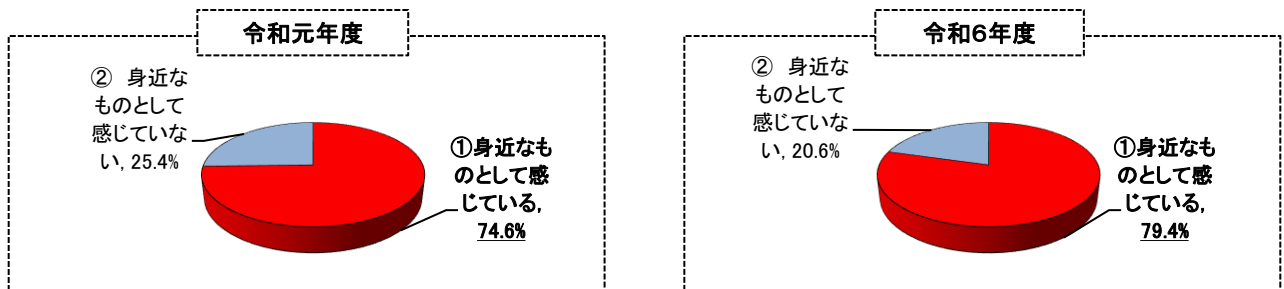 令和元年度
② 身近な
ものとして
感じていな
い, 25.4%
①身近なも
のとして感
じている,
74.6%
令和6年度
② 身近な
ものとして
感じていな
い, 20.6%
①身近なも
のとして感
じている,
79.4%